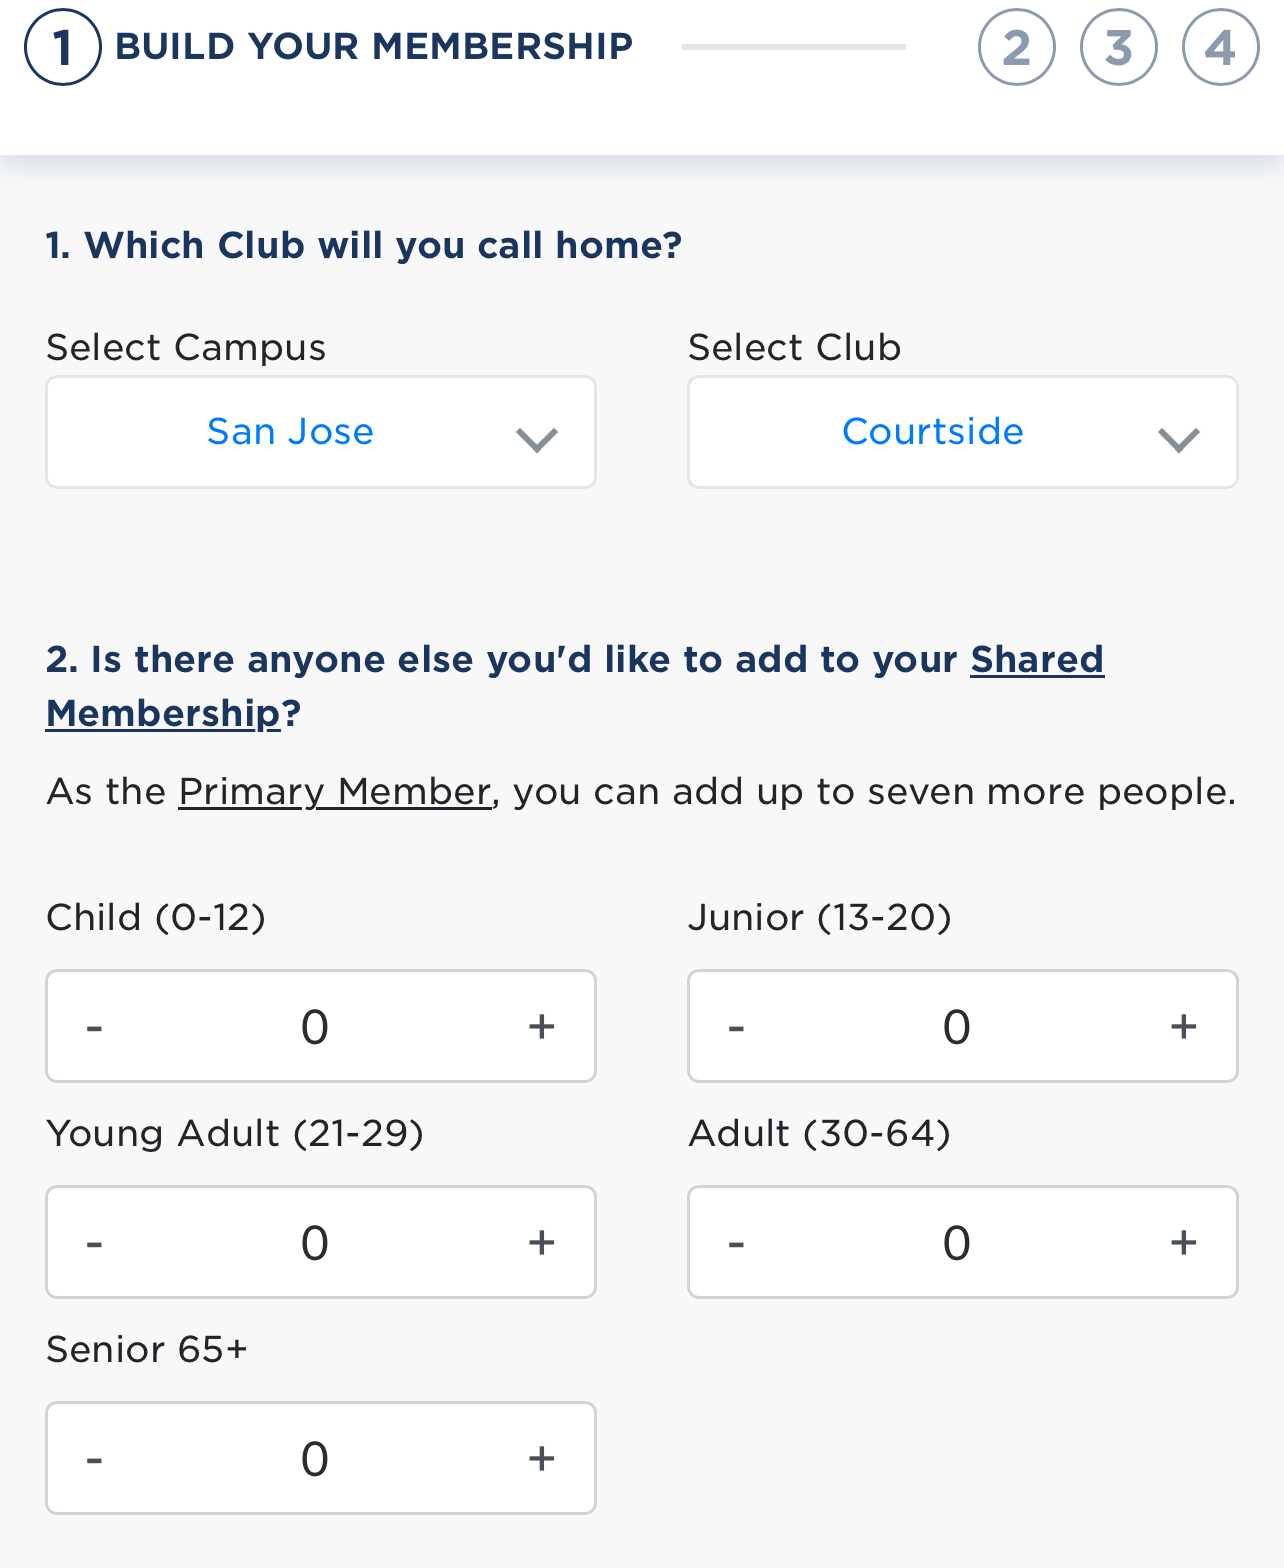 1 BUILD YOUR MEMBERSHIP 2 3 4
1. Which Club will you call home?
Select Campus Select Club
San Jose Courtside
2. Is there anyone else you'd like to add to your Shared
Membership?
As the Primary Member, you can add up to seven more people.
Child (0-12) Junior (13-20)
- 0 + - 0 +
Young Adult (21-29) Adult (30-64)
- 0 + - 0 +
Senior 65+
- 0 +